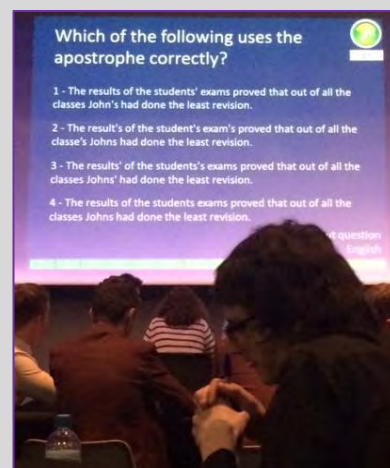 Which of the following uses the
apostrophe correctly?
1 - The results of the students' exams proved that out of all the
classes John's had done the least revision.
2 - The result's of the student's exam's proved that out of all the
classe's Johns had done the least revision.
3 - The results' of the students's exams proved that out of all the
classes Johns' had done the least revision.
4 - The results of the students exams proved that out of all the
classes Johns had done the least revision.
question
English